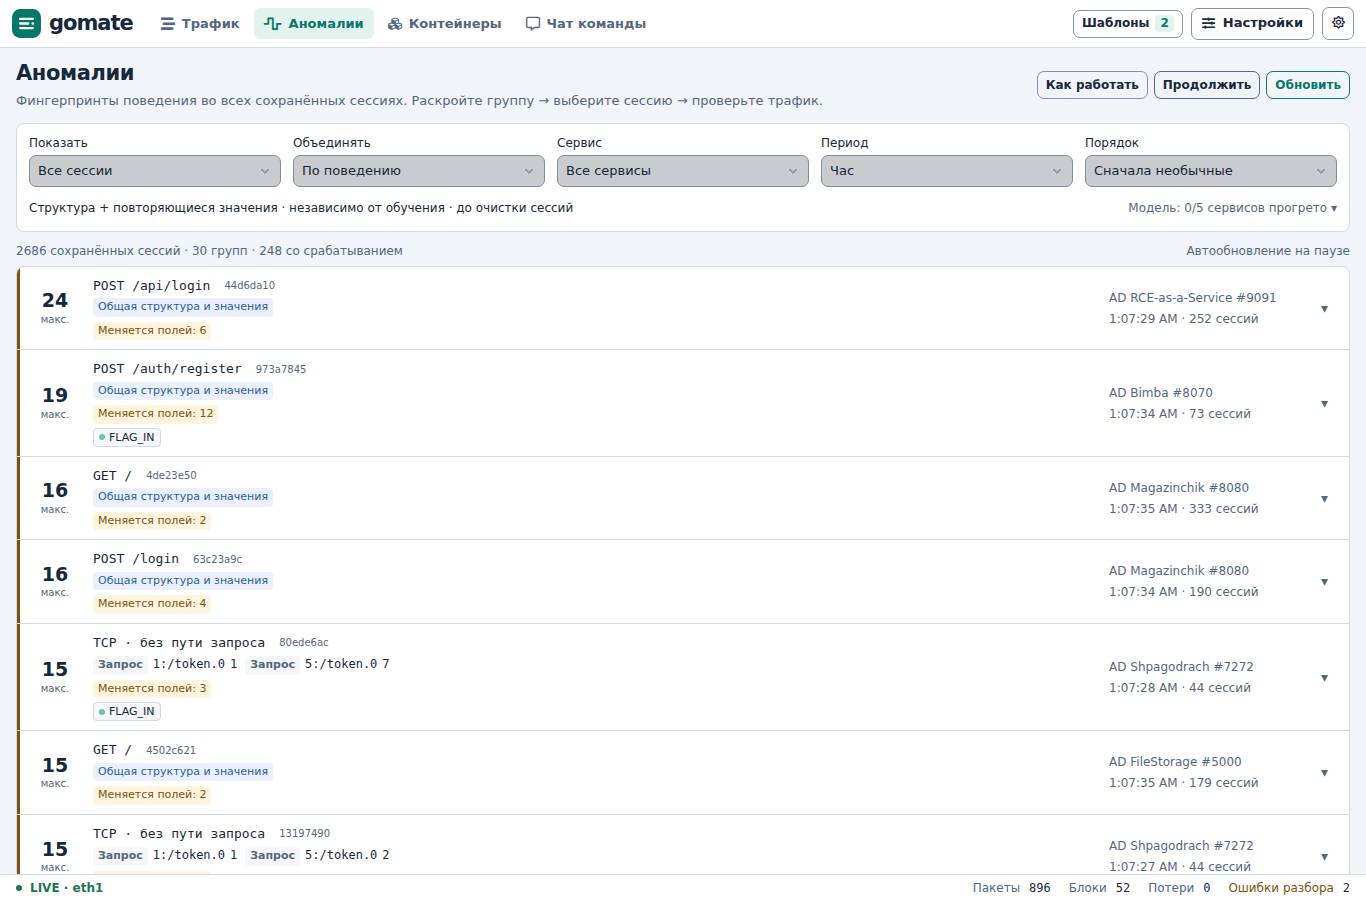 gomate Трафик Аномалии Контейнеры Чат команды Шаблоны 2 Настройки
Аномалии
Фингерпринты поведения во всех сохранённых сессиях. Раскройте группу → выберите сессию → проверьте трафик.
Как работать Продолжить Обновить
Показать Объединять Сервис Период Порядок
Все сессии По поведению Все сервисы Час Сначала необычные
Структура + повторяющиеся значения · независимо от обучения · до очистки сессий Модель: 0/5 сервисов прогрето ▾
2686 сохранённых сессий · 30 групп · 248 со срабатыванием Автообновление на паузе
24 макс.
POST /api/login 44d6da10
Общая структура и значения
Меняется полей: 6
AD RCE-as-a-Service #9091
1:07:29 AM · 252 сессий ▾
19 макс.
POST /auth/register 973a7845
Общая структура и значения
Меняется полей: 12
FLAG_IN
AD Bimba #8070
1:07:34 AM · 73 сессий ▾
16 макс.
GET / 4de23e50
Общая структура и значения
Меняется полей: 2
AD Magazinchik #8080
1:07:35 AM · 333 сессий ▾
16 макс.
POST /login 63c23a9c
Общая структура и значения
Меняется полей: 4
AD Magazinchik #8080
1:07:34 AM · 190 сессий ▾
15 макс.
TCP · без пути запроса 80ede6ac
Запрос 1:/token.0 1 Запрос 5:/token.0 7
Меняется полей: 3
FLAG_IN
AD Shpagodrach #7272
1:07:28 AM · 44 сессий ▾
15 макс.
GET / 4502c621
Общая структура и значения
Меняется полей: 2
AD FileStorage #5000
1:07:35 AM · 179 сессий ▾
15 макс.
TCP · без пути запроса 13197490
Запрос 1:/token.0 1 Запрос 5:/token.0 2
AD Shpagodrach #7272
1:07:27 AM · 44 сессий ▾
LIVE · eth1 Пакеты 896 Блоки 52 Потери 0 Ошибки разбора 2